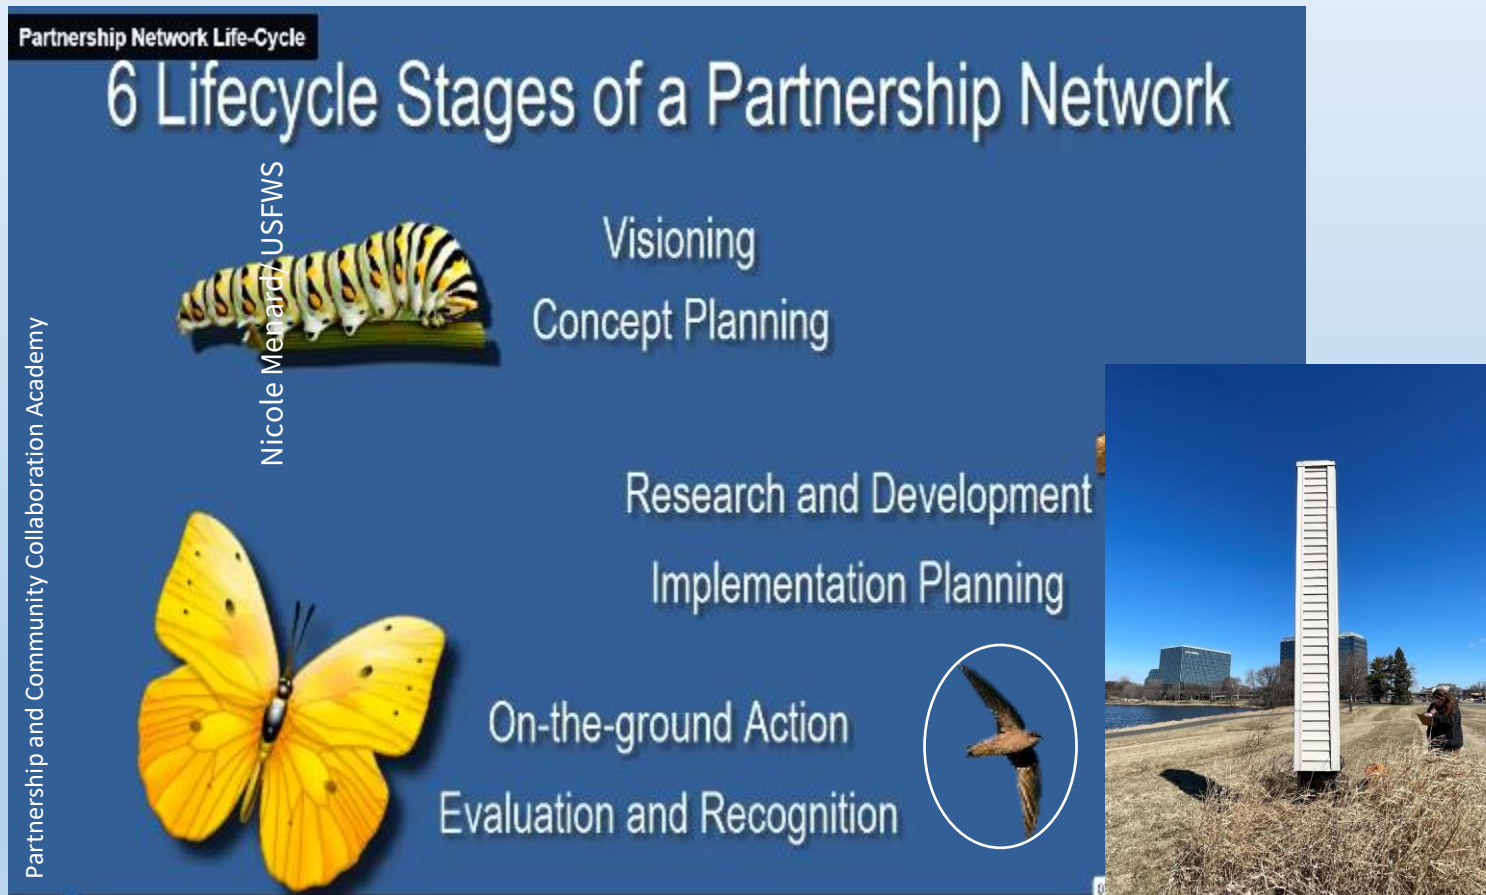 Partnership Network Life-Cycle
6 Lifecycle Stages of a Partnership Network
Visioning
Concept Planning
Research and Development
Implementation Planning
On-the-ground Action
Evaluation and Recognition
Nicole Menard/ USFWS
Partnership and Community Collaboration Academy